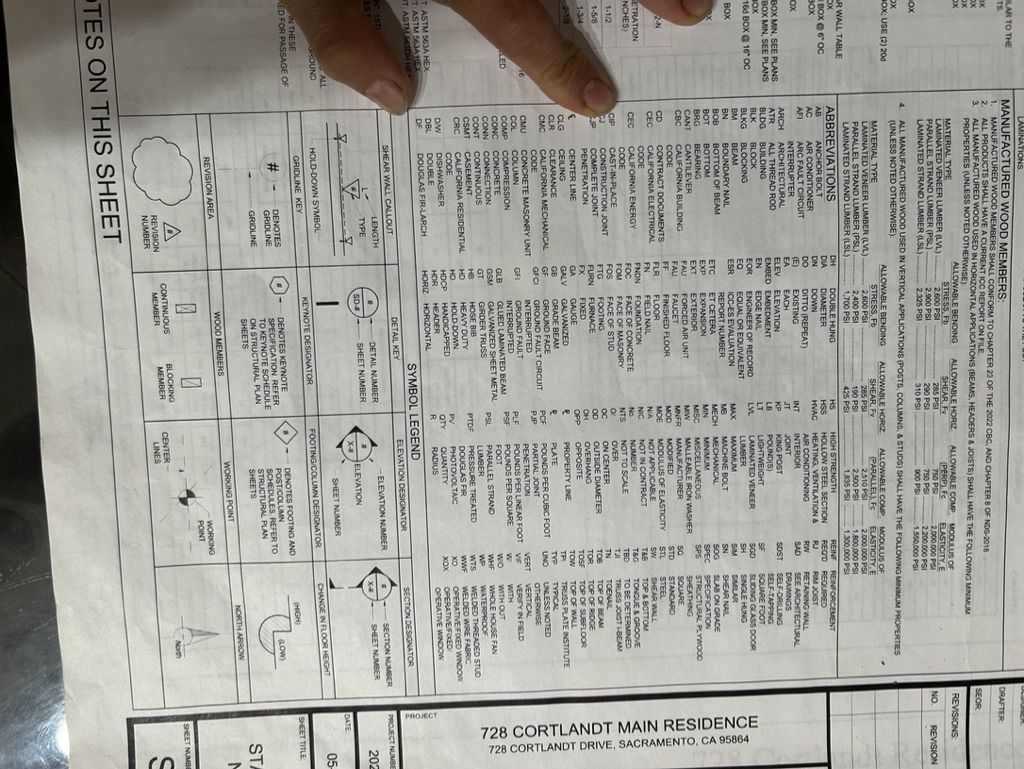 MANUFACTURED WOOD MEMBERS:
1. MANUFACTURED WOOD MEMBERS SHALL CONFORM TO CHAPTER 23 OF THE 2022 CBC, AND CHAPTER 8 OF NDS-2018
2. ALL PRODUCTS SHALL HAVE A CURRENT ICC REPORT ON FILE.
3. ALL MANUFACTURED WOOD USED IN HORIZONTAL APPLICATIONS (BEAMS, HEADERS & JOISTS) SHALL HAVE THE FOLLOWING MINIMUM
PROPERTIES (UNLESS NOTED OTHERWISE):
MATERIAL TYPE ALLOWABLE BENDING STRESS, Fb ALLOWABLE HORIZ. SHEAR, Fv ALLOWABLE COMP. (PERP), Fc MODULUS OF ELASTICITY, E
LAMINATED VENEER LUMBER (LVL) 2,600 PSI 285 PSI 750 PSI 2,000,000 PSI
PARALLEL STRAND LUMBER (PSL) 2,900 PSI 290 PSI 750 PSI 2,200,000 PSI
LAMINATED STRAND LUMBER (LSL) 2,325 PSI 310 PSI 900 PSI 1,550,000 PSI
4. ALL MANUFACTURED WOOD USED IN VERTICAL APPLICATIONS (POSTS, COLUMNS, & STUDS) SHALL HAVE THE FOLLOWING MINIMUM PROPERTIES
(UNLESS NOTED OTHERWISE):
MATERIAL TYPE ALLOWABLE BENDING STRESS, Fb ALLOWABLE HORIZ. SHEAR, Fv ALLOWABLE COMP. (PARALLEL), Fc MODULUS OF ELASTICITY, E
LAMINATED VENEER LUMBER (LVL) 2,600 PSI 285 PSI 2,510 PSI 2,000,000 PSI
PARALLEL STRAND LUMBER (PSL) 2,400 PSI 190 PSI 2,500 PSI 1,800,000 PSI
LAMINATED STRAND LUMBER (LSL) 1,700 PSI 425 PSI 1,835 PSI 1,300,000 PSI
ABBREVIATIONS
AB ANCHOR BOLT
AC AIR CONDITIONER
AFI ARC FAULT CIRCUIT
INTERRUPTER
ARCH ARCHITECTURAL
ATR ALL THREAD ROD
BLDG BUILDING
BLKG BLOCKING
BM BEAM
BN BOUNDARY NAIL
BOB BOTTOM OF BEAM
BOT BOTTOM
BRG BEARING
CANT CANTILEVER
CBC CALIFORNIA BUILDING
CODE
CD CONTRACT DOCUMENTS
CEC CALIFORNIA ELECTRICAL
CODE
CEC CALIFORNIA ENERGY
CODE
CIP CAST-IN-PLACE
CONSTRUCTION JOINT
COMPLETE JOINT
PENETRATION
CENTER LINE
CLG CEILING
CLR CLEARANCE
CMC CALIFORNIA MECHANICAL
CODE
CMU CONCRETE MASONRY UNIT
COL COLUMN
COMP COMPRESSION
CONC CONCRETE
CONN CONNECTION
CONT CONTINUOUS
CSMT CASEMENT
CRC CALIFORNIA RESIDENTIAL
CODE
D/W DISHWASHER
DBL DOUBLE
DF DOUGLAS FIR-LARCH
DH DOUBLE HUNG
DIA DIAMETER
DN DOWN
DO DITTO (REPEAT)
(E) EXISTING
EA EACH
ELEV ELEVATION
EMBED EMBEDMENT
EN EDGE NAIL
EOR ENGINEER OF RECORD
EQ EQUAL OR EQUIVALENT
ESR ICC ES EVALUATION
REPORT NUMBER
ETC ET CETERA
EXP EXPANSION
EXT EXTERIOR
FAU FORCED AIR UNIT
FAU FAUCET
FF FINISHED FLOOR
FLR FLOOR
FN FIELD NAIL
FNDN FOUNDATION
FOC FACE OF CONCRETE
FOM FACE OF MASONRY
FOS FACE OF STUD
FTG FOOTING
FURN FURNACE
FX FIXED
GA GAUGE
GALV GALVANIZED
GB GRADE BEAM
GF GROUND FACE
GFCI GROUND FAULT CIRCUIT
INTERRUPTER
GFI GROUND FAULT
INTERRUPTED
GLB GLUED LAMINATED BEAM
GSM GALVANIZED SHEET METAL
GT GIRDER TRUSS
HB HOSE BIB
HD HEAVY DUTY
HD HOLD-DOWN
HDCP HANDICAPPED
HDR HEADER
HORIZ HORIZONTAL
HS HIGH STRENGTH
HSS HOLLOW STEEL SECTION
HVAC HEATING, VENTILATION &
AIR CONDITIONING
INT INTERIOR
JT JOINT
KP KING POST
LB POUND(S)
LT LIGHTWEIGHT
LVL LAMINATED VENEER
LUMBER
MAX MAXIMUM
MB MACHINE BOLT
MECH MECHANICAL
MIN MINIMUM
MISC MISCELLANEOUS
MIW MALLABLE IRON WASHER
MNFR MANUFACTURER
MOD MODIFIED
MOE MODULUS OF ELASTICITY
N/A NOT APPLICABLE
N/C NOT IN CONTRACT
No. NUMBER
NTS NOT TO SCALE
O/ OVER
OC ON CENTER
OD OUTSIDE DIAMETER
OH OVERHANG
OPP OPPOSITE
PROPERTY LINE
PLATE
PCF POUNDS PER CUBIC FOOT
PJP PARTIAL JOINT
PENETRATION
PLF POUNDS PER LINEAR FOOT
PSF POUNDS PER SQUARE
FOOT
PSL PARALLEL STRAND
LUMBER
PTDF PRESSURE TREATED
DOUGLAS FIR
PV PHOTOVOLTAIC
QTY QUANTITY
R RADIUS
REINF REINFORCEMENT
REQ'D REQUIRED
RJ RIM JOIST
RW RETAINING WALL
SAD SEE ARCHITECTURAL
DRAWINGS
SDST SELF-DRILLING
SELF-TAPPING
SF SQUARE FOOT
SGD SLIDING GLASS DOOR
SH SINGLE HUNG
SIM SIMILAR
SN SHEAR NAIL
SOG SLAB ON GRADE
SPEC SPECIFICATION
STRUCTURAL PLYWOOD
SHEATHING
SQ SQUARE
STD STANDARD
STL STEEL
SW SHEAR WALL
T&B TOP & BOTTOM
T&G TONGUE & GROOVE
TBD TO BE DETERMINED
TJI TRUSS JOIST I-BEAM
TN TOENAIL
TOB TOP OF BEAM
TOR TOP OF RIDGE
TOSF TOP OF SUBFLOOR
TOW TOP OF WALL
TPI TRUSS PLATE INSTITUTE
TYP TYPICAL
UNO UNLESS NOTED
OTHERWISE
VERT VERTICAL
VIF VERIFY IN FIELD
W/ WITH
W/O WITH OUT
WHF WHOLE HOUSE FAN
WP WATERPROOF
WTS WELDED THREADED STUD
WWF WELDED WIRE FABRIC
XO OPERATIVE/FIXED WINDOW
XOX OPERATIVE/FIXED/
OPERATIVE WINDOW
SYMBOL LEGEND
SHEAR WALL CALLOUT
LENGTH
TYPE
DETAIL KEY
DETAIL NUMBER
SHEET NUMBER
ELEVATION DESIGNATOR
ELEVATION NUMBER
SHEET NUMBER
SECTION DESIGNATOR
SECTION NUMBER
SHEET NUMBER
HOLD-DOWN SYMBOL
KEYNOTE DESIGNATOR
FOOTING/COLUMN DESIGNATOR
CHANGE IN FLOOR HEIGHT
GRIDLINE KEY
# DENOTES
GRIDLINE
GRIDLINE
# DENOTES KEYNOTE
SPECIFICATION. REFER
TO KEYNOTE SCHEDULE
ON STRUCTURAL PLAN
SHEETS
# DENOTES FOOTING AND
POST/COLUMN
SCHEDULES. REFER TO
STRUCTURAL PLAN
SHEETS
(HIGH)
(LOW)
REVISION AREA
WOOD MEMBERS
WORKING POINT
NORTH ARROW
REVISION
NUMBER
CONTINUOUS
MEMBER
BLOCKING
MEMBER
CENTER
LINES
WORKING
POINT
North
OTES ON THIS SHEET
DRAFTER:
SEOR:
REVISIONS:
NO. REVISION
PROJECT
728 CORTLANDT MAIN RESIDENCE
728 CORTLANDT DRIVE, SACRAMENTO, CA 95864
PROJECT NUMB
202
DATE
05-
SHEET TITLE
STA
SHEET NUMB